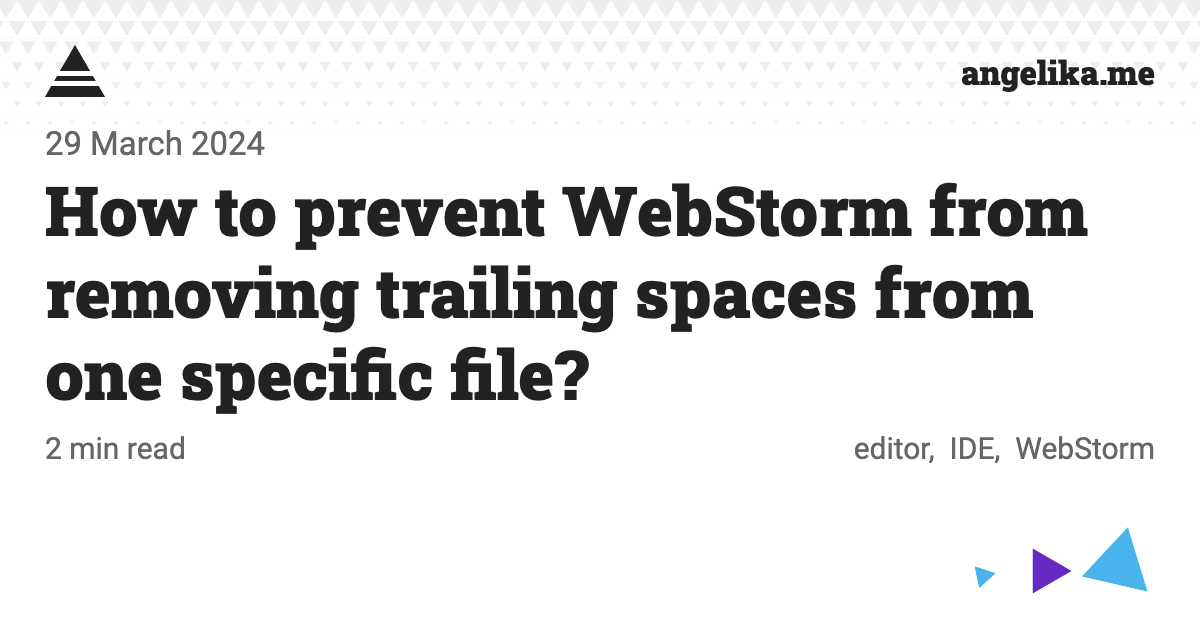 angelika.me
29 March 2024
How to prevent WebStorm from
removing trailing spaces from
one specific file?
2 min read
editor, IDE, WebStorm